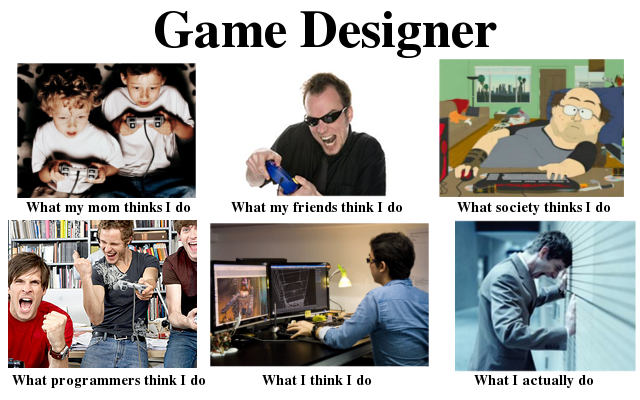 Game Designer
What my mom thinks I do
What my friends think I do
What society thinks I do
What programmers think I do
What I think I do
What I actually do